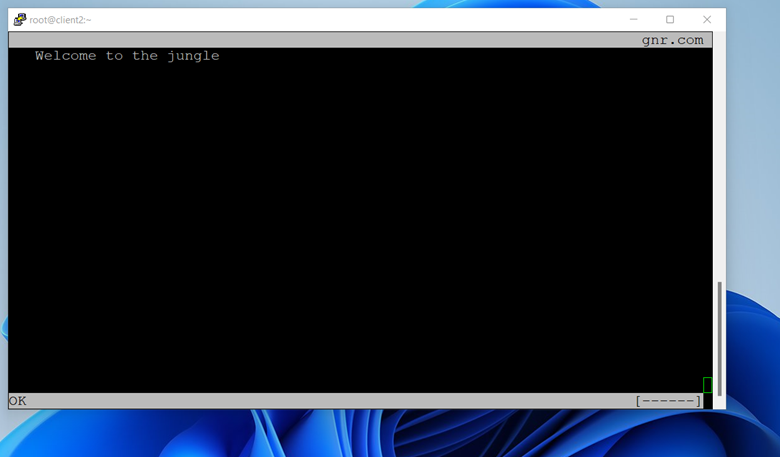 root@client2:~
gnr.com
Welcome to the jungle
OK [------]